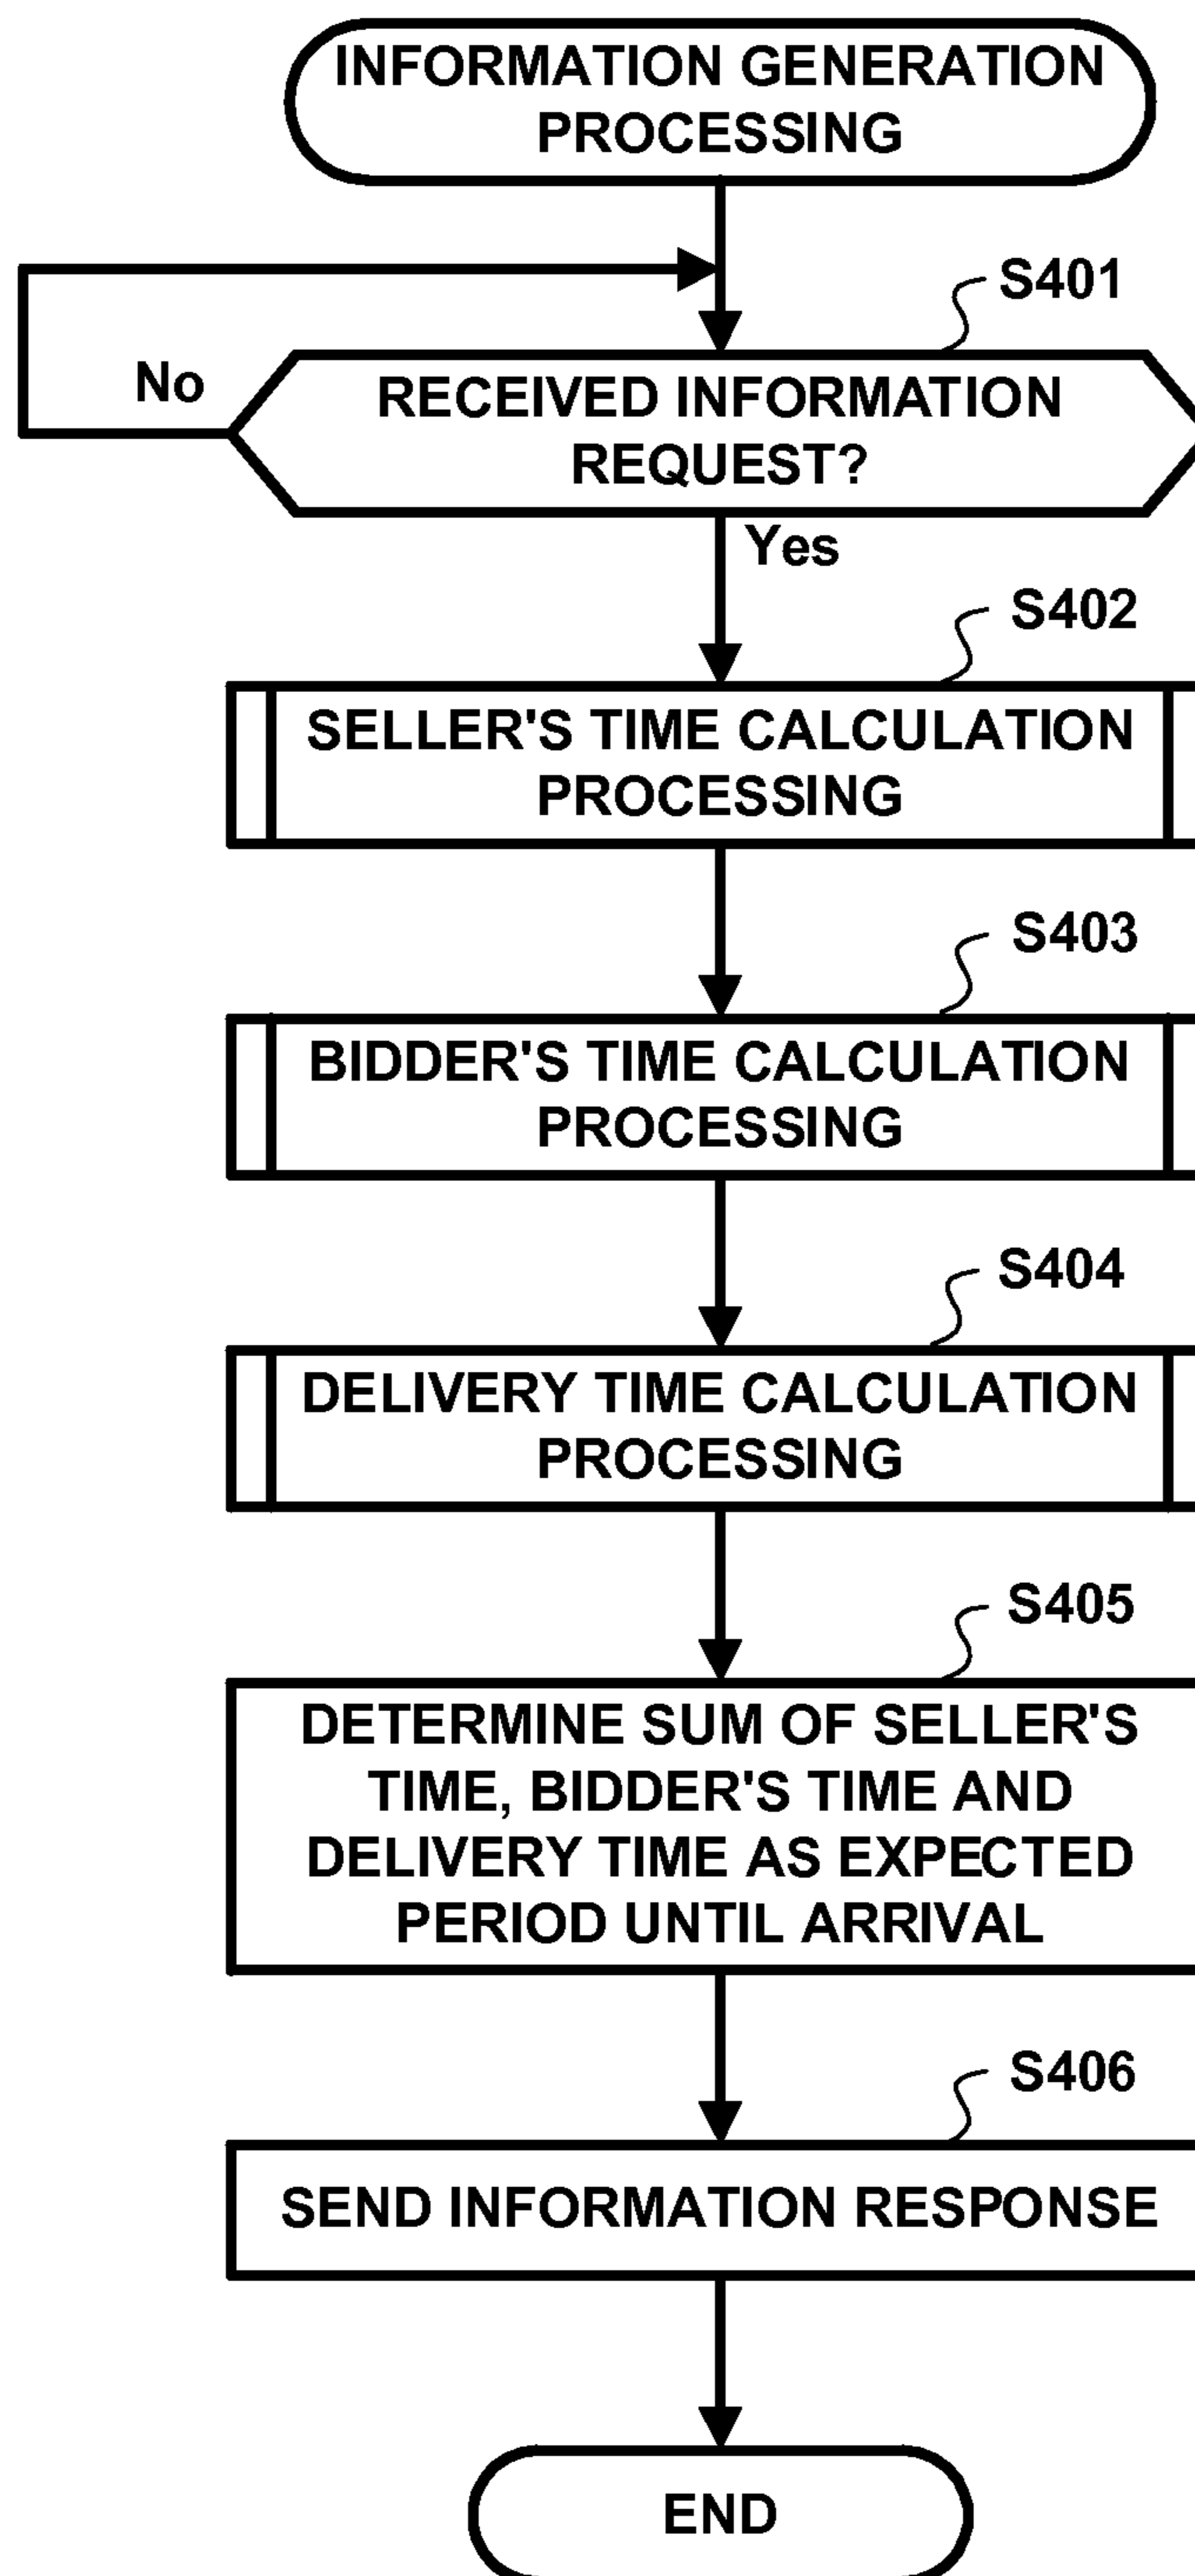 INFORMATION GENERATION
PROCESSING
S401
No
RECEIVED INFORMATION
REQUEST?
Yes
S402
SELLER'S TIME CALCULATION
PROCESSING
S403
BIDDER'S TIME CALCULATION
PROCESSING
S404
DELIVERY TIME CALCULATION
PROCESSING
S405
DETERMINE SUM OF SELLER'S
TIME, BIDDER'S TIME AND
DELIVERY TIME AS EXPECTED
PERIOD UNTIL ARRIVAL
S406
SEND INFORMATION RESPONSE
END